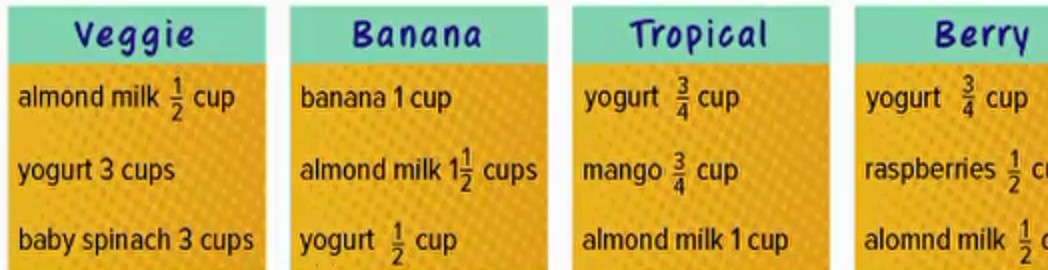 Veggie
almond milk 1/2 cup
yogurt 3 cups
baby spinach 3 cups
Banana
banana 1 cup
almond milk 1 1/2 cups
yogurt 1/2 cup
Tropical
yogurt 3/4 cup
mango 3/4 cup
almond milk 1 cup
Berry
yogurt 3/4 cup
raspberries 1/2
alomnd milk 1/2